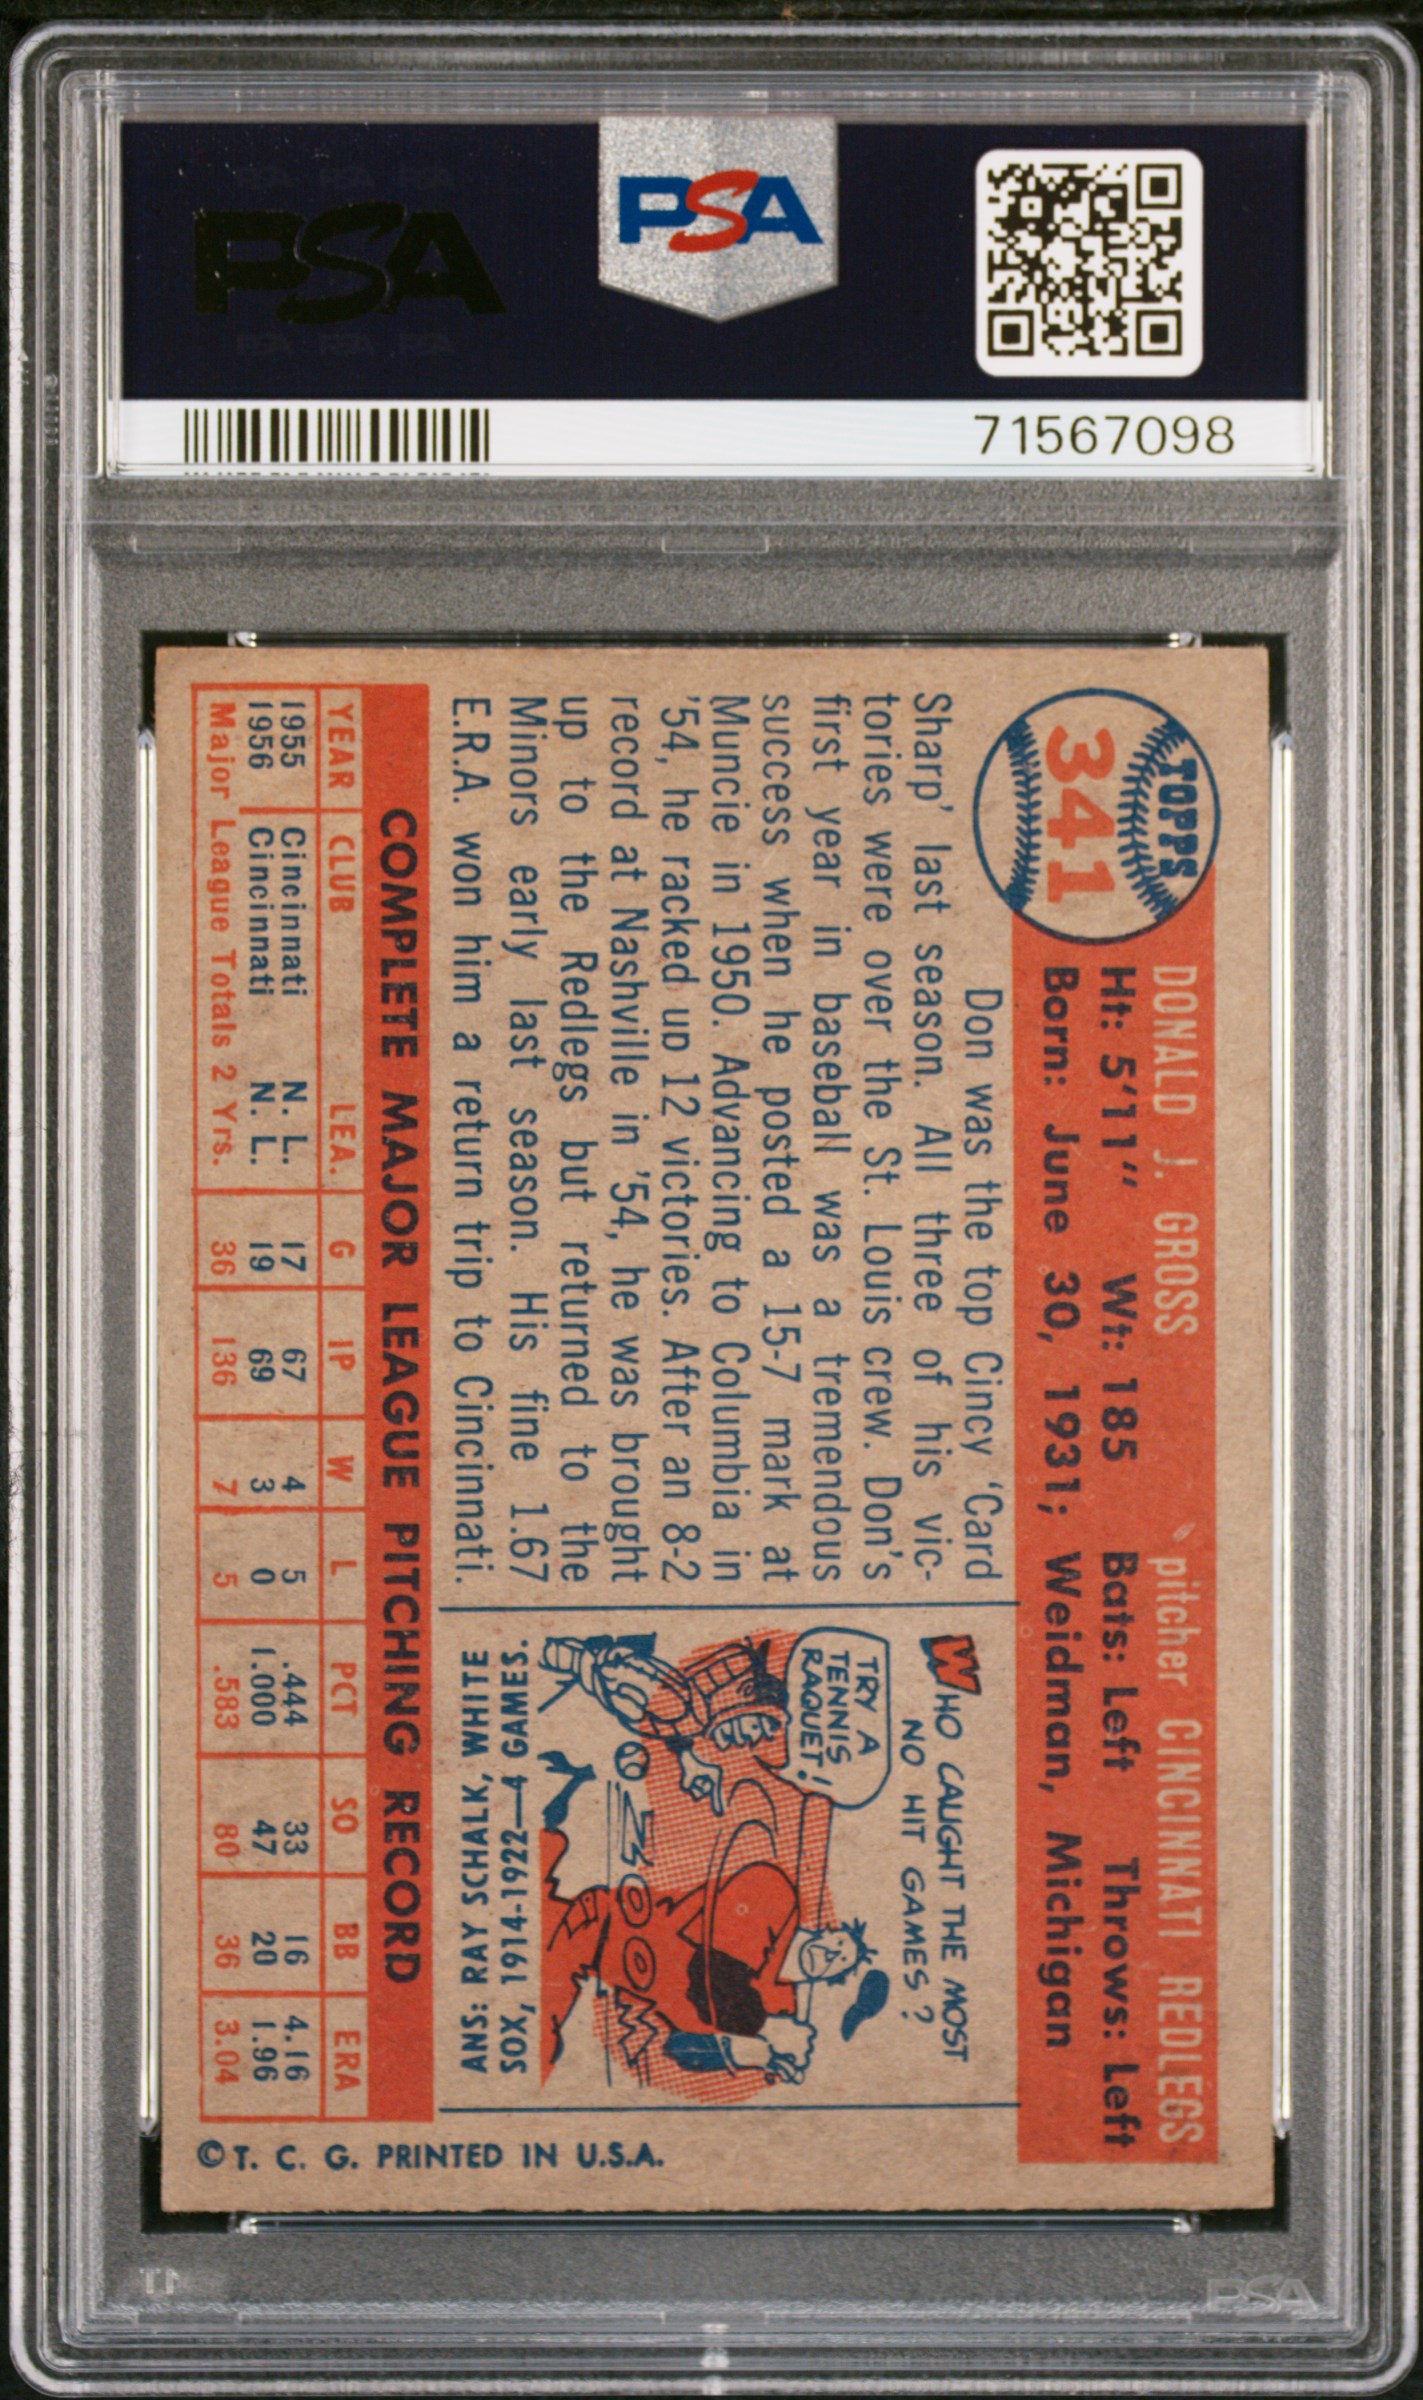 PSA
PSA
71567098
TOPPS
341
DONALD J. GROSS pitcher CINCINNATI REDLEGS
Ht: 5'11" Wt: 185 Bats: Left Throws: Left
Born: June 30, 1931; Weidman, Michigan
Don was the top Cincy 'Card
Sharp' last season. All three of his vic-
tories were over the St. Louis crew. Don's
first year in baseball was a tremendous
success when he posted a 15-7 mark at
Muncie in 1950. Advancing to Columbia in
'54, he racked up 12 victories. After an 8-2
record at Nashville in '54, he was brought
up to the Redlegs but returned to the
Minors early last season. His fine 1.67
E.R.A. won him a return trip to Cincinnati.
WHO CAUGHT THE MOST
NO HIT GAMES?
TRY A
TENNIS
RAQUET!
ZOOOM
ANS: RAY SCHALK, WHITE
SOX, 1914-1922—4 GAMES.
COMPLETE MAJOR LEAGUE PITCHING RECORD
YEAR CLUB LEA. G IP W L PCT SO BB ERA
1955 Cincinnati N. L. 17 67 4 5 .444 33 16 4.16
1956 Cincinnati N. L. 19 69 3 0 1.000 47 20 1.96
Major League Totals 2 Yrs. 36 136 7 5 .583 80 36 3.04
© T. C. G. PRINTED IN U.S.A.
PSA